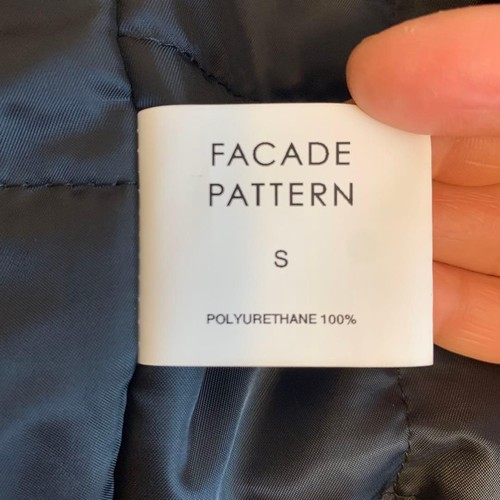 FACADE
PATTERN
S
POLYURETHANE 100%